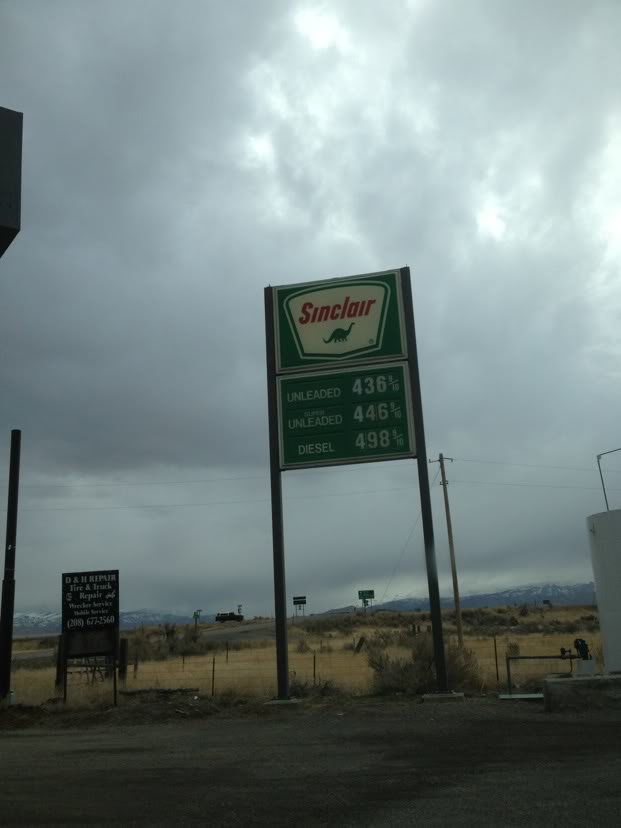 Sinclair
®
UNLEADED 436 9/10
SUPER
UNLEADED 446 9/10
DIESEL 498 9/10
D & H REPAIR
Tire & Truck
Repair
Wrecker Service
Mobile Service
(208) 677-2560